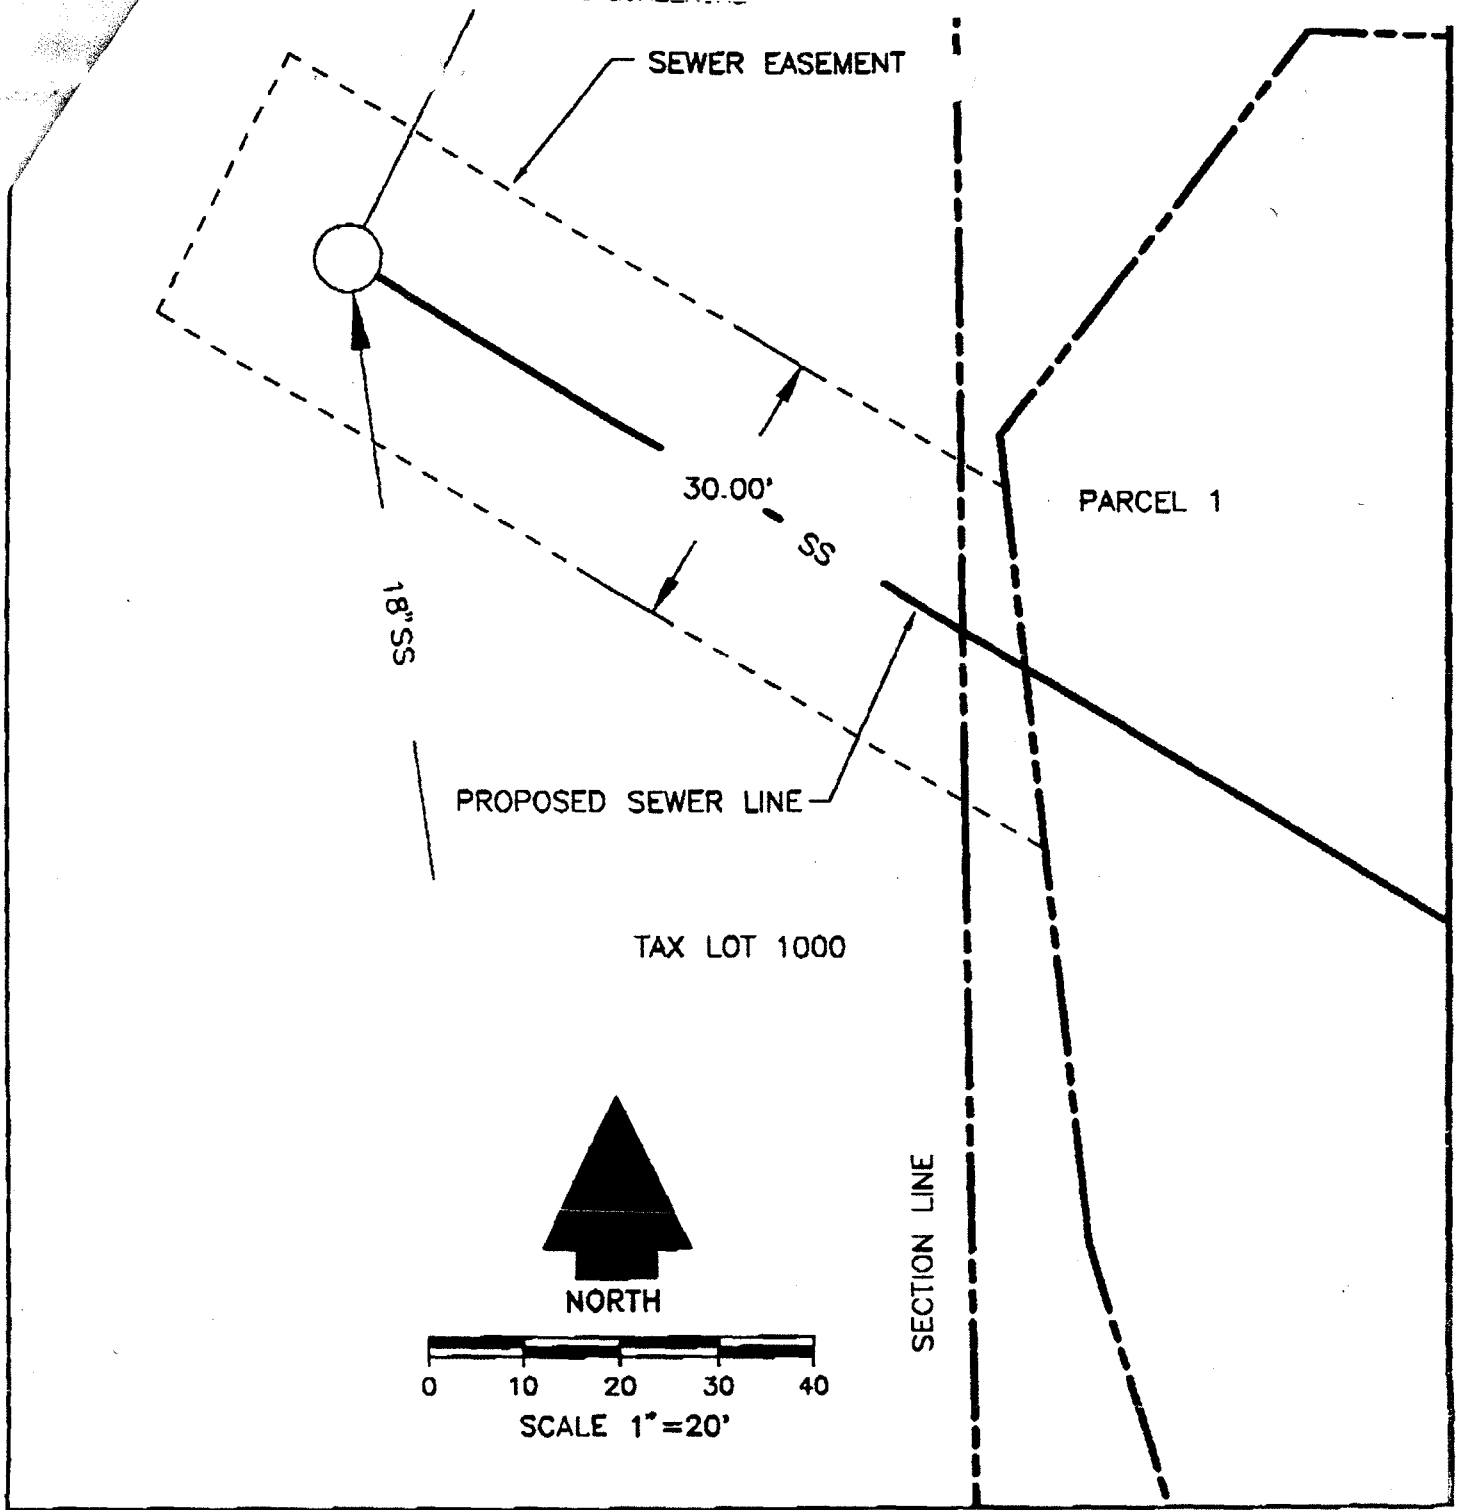 SEWER EASEMENT
PARCEL 1
30.00'
SS
18"SS
PROPOSED SEWER LINE
TAX LOT 1000
SECTION LINE
NORTH
0 10 20 30 40
SCALE 1"=20'